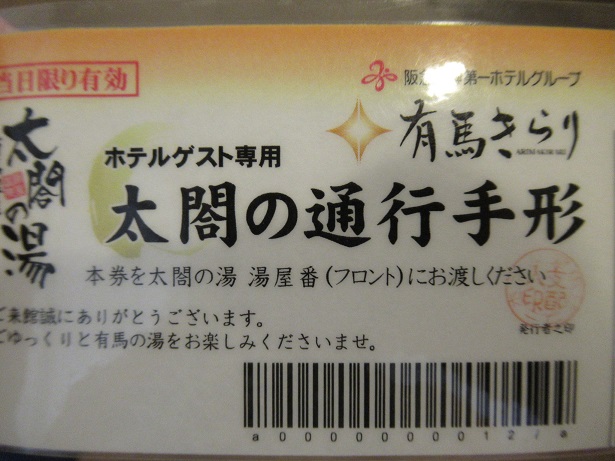 当日限り有効
第一ホテルグループ
太閤の湯
有馬きらり
ホテルゲスト専用
太閤の通行手形
本券を太閤の湯 湯屋番(フロント)にお渡しください
ご来館誠にありがとうございます。
ごゆっくりと有馬の湯をお楽しみくださいませ。
発行者之印